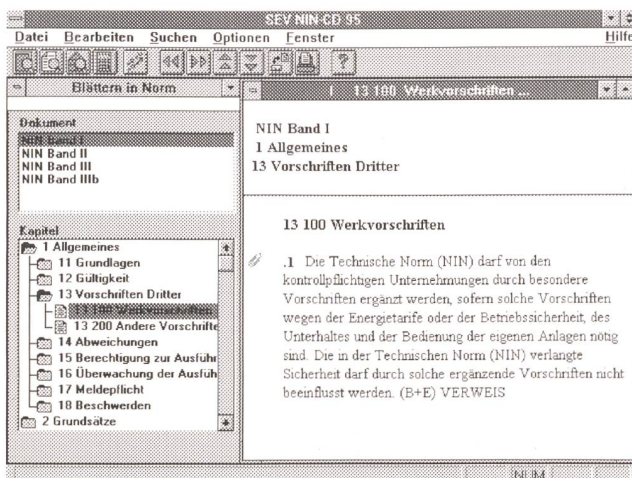 SEV NIN-CD 95
Datei Bearbeiten Suchen Optionen Fenster Hilfe
?
Blättern in Norm
13 100 Werkvorschriften ...
Dokument
NIN Band I
NIN Band II
NIN Band III
NIN Band IIIb
Kapitel
1 Allgemeines
11 Grundlagen
12 Gültigkeit
13 Vorschriften Dritter
13 100 Werkvorschriften
13 200 Andere Vorschrifte
14 Abweichungen
15 Berechtigung zur Ausführ
16 Überwachung der Ausfüh
17 Meldepflicht
18 Beschwerden
2 Grundsätze
NIN Band I
1 Allgemeines
13 Vorschriften Dritter
13 100 Werkvorschriften
.1 Die Technische Norm (NIN) darf von den
kontrollpflichtigen Unternehmungen durch besondere
Vorschriften ergänzt werden, sofern solche Vorschriften
wegen der Energietarife oder der Betriebssicherheit, des
Unterhaltes und der Bedienung der eigenen Anlagen nötig
sind. Die in der Technischen Norm (NIN) verlangte
Sicherheit darf durch solche ergänzende Vorschriften nicht
beeinflusst werden. (B+E) VERWEIS
NUM